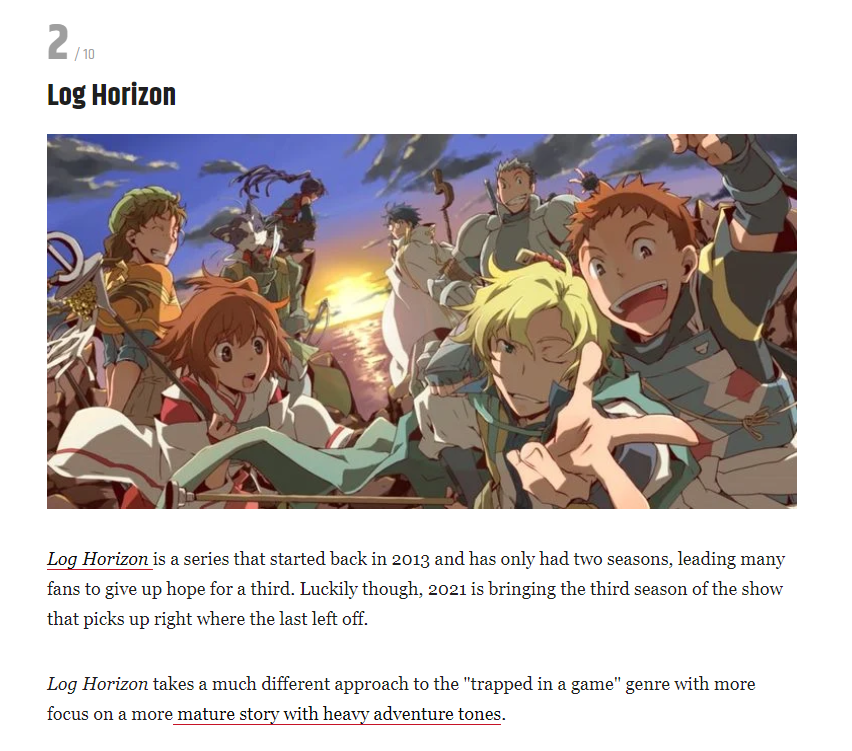 2 / 10
Log Horizon
Log Horizon is a series that started back in 2013 and has only had two seasons, leading many
fans to give up hope for a third. Luckily though, 2021 is bringing the third season of the show
that picks up right where the last left off.
Log Horizon takes a much different approach to the "trapped in a game" genre with more
focus on a more mature story with heavy adventure tones.